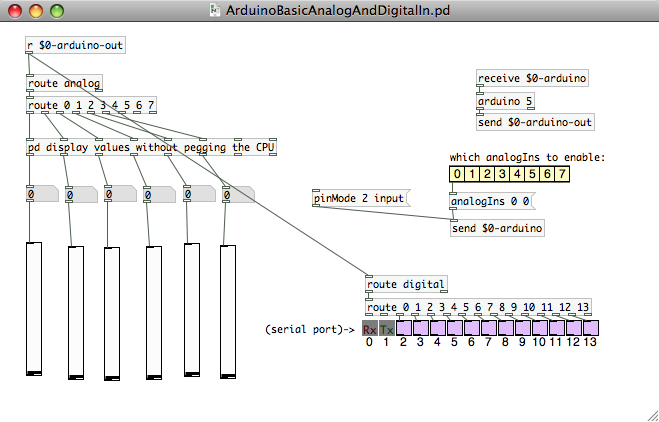 ArduinoBasicAnalogAndDigitalIn.pd
r $0-arduino-out
route analog
route 0 1 2 3 4 5 6 7
pd display values without pegging the CPU
0 0 0 0 0 0
receive $0-arduino
arduino 5
send $0-arduino-out
which analogIns to enable:
0 1 2 3 4 5 6 7
pinMode 2 input
analogIns 0 0
send $0-arduino
route digital
route 0 1 2 3 4 5 6 7 8 9 10 11 12 13
(serial port)-> Rx Tx
0 1 2 3 4 5 6 7 8 9 10 11 12 13